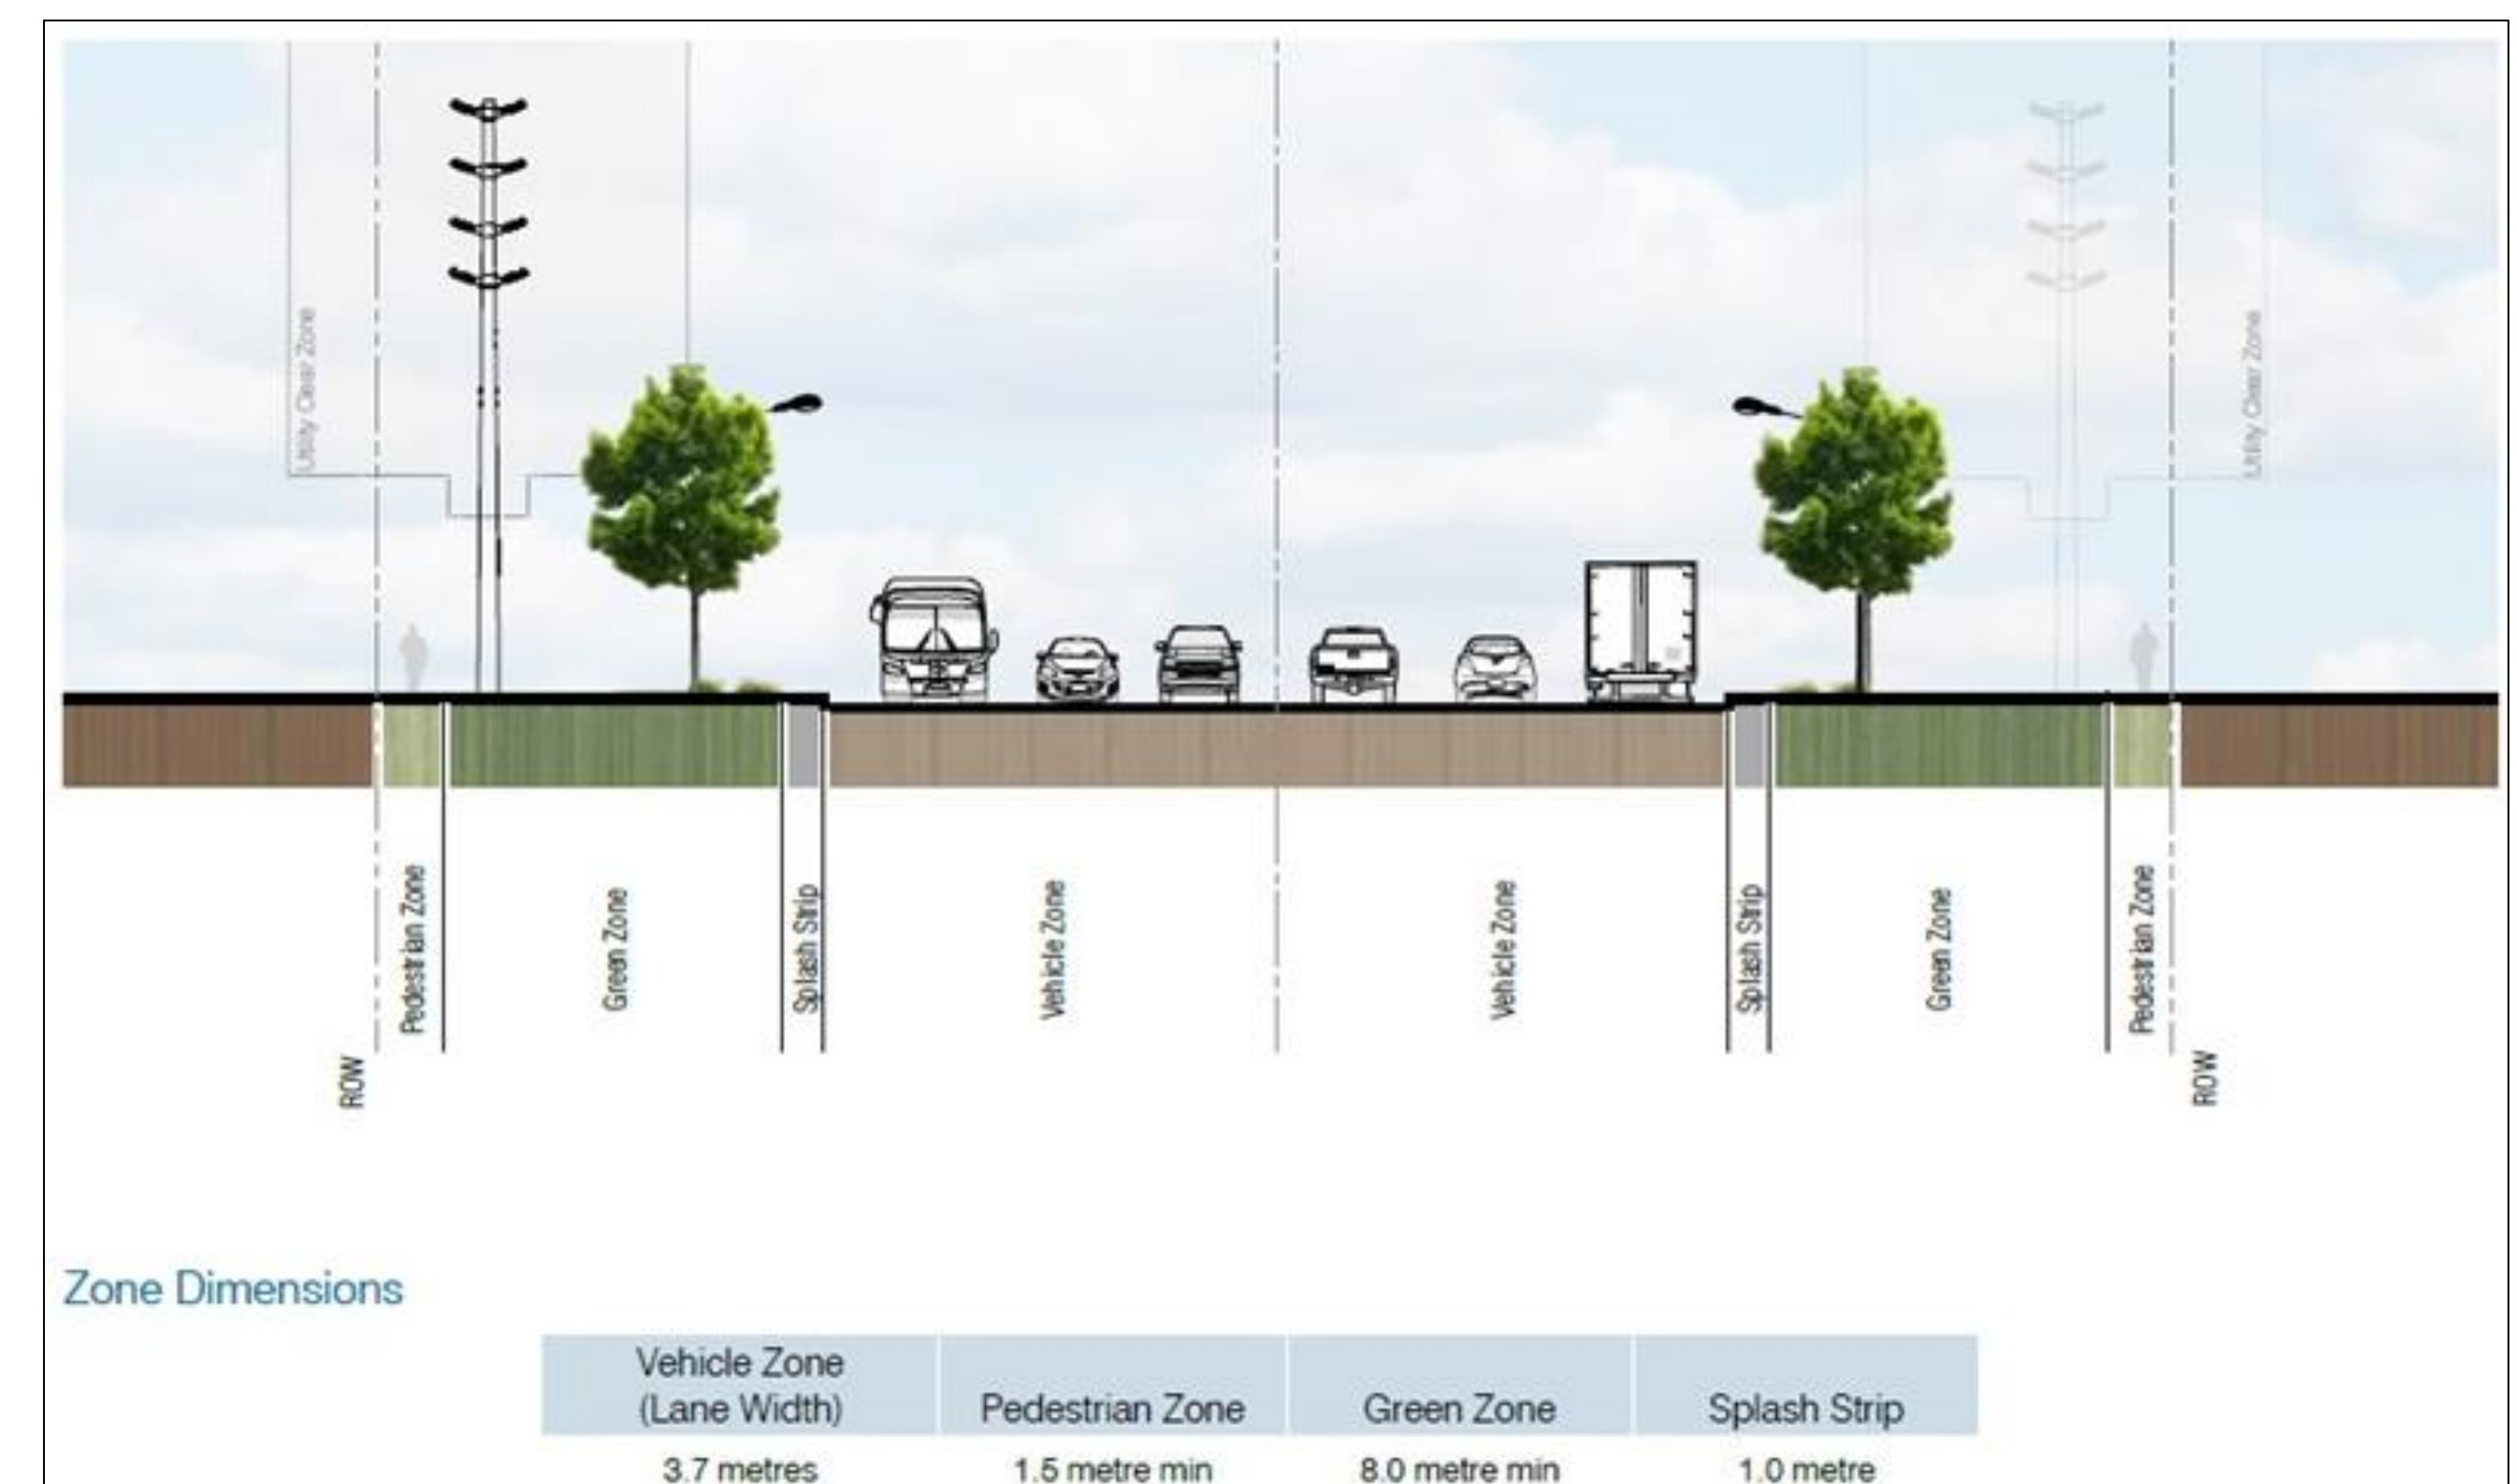 Utility Clear Zone
Utility Clear Zone
ROW
Pedestrian Zone
Green Zone
Splash Strip
Vehicle Zone
Vehicle Zone
Splash Strip
Green Zone
Pedestrian Zone
ROW
Zone Dimensions
Vehicle Zone
(Lane Width)
Pedestrian Zone
Green Zone
Splash Strip
3.7 metres
1.5 metre min
8.0 metre min
1.0 metre